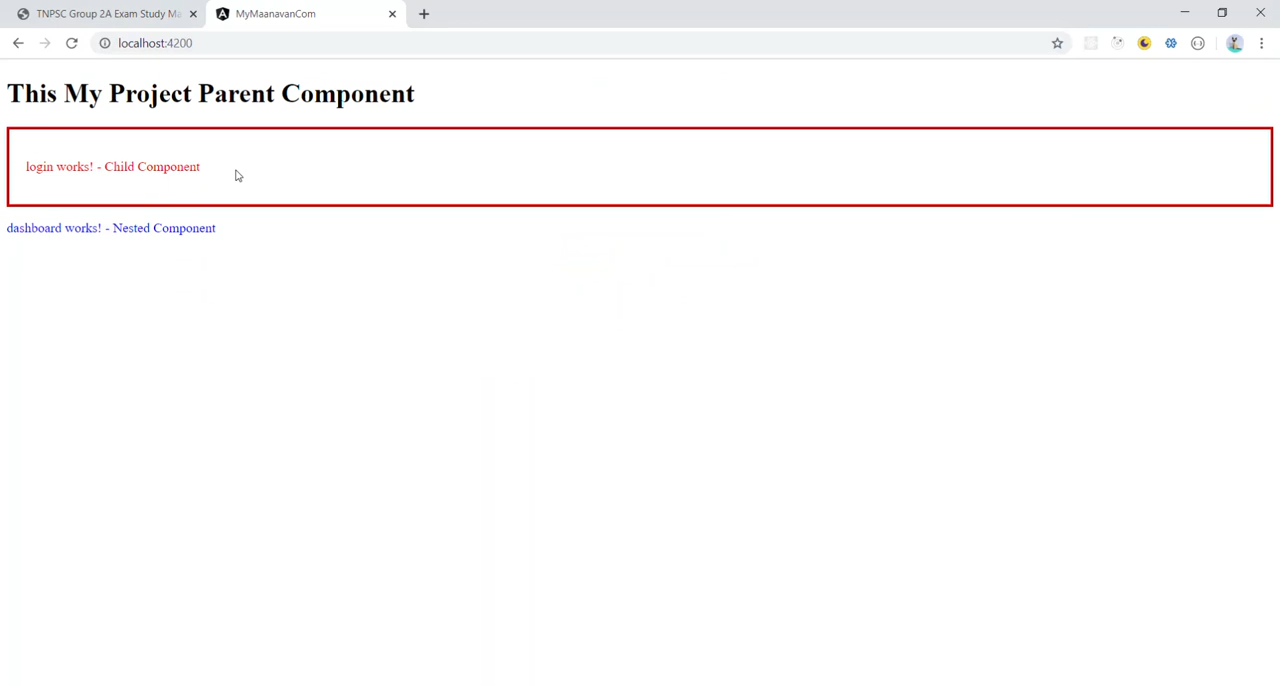 TNPSC Group 2A Exam Study Ma
MyMaanavanCom
localhost:4200
This My Project Parent Component
login works! - Child Component
dashboard works! - Nested Component